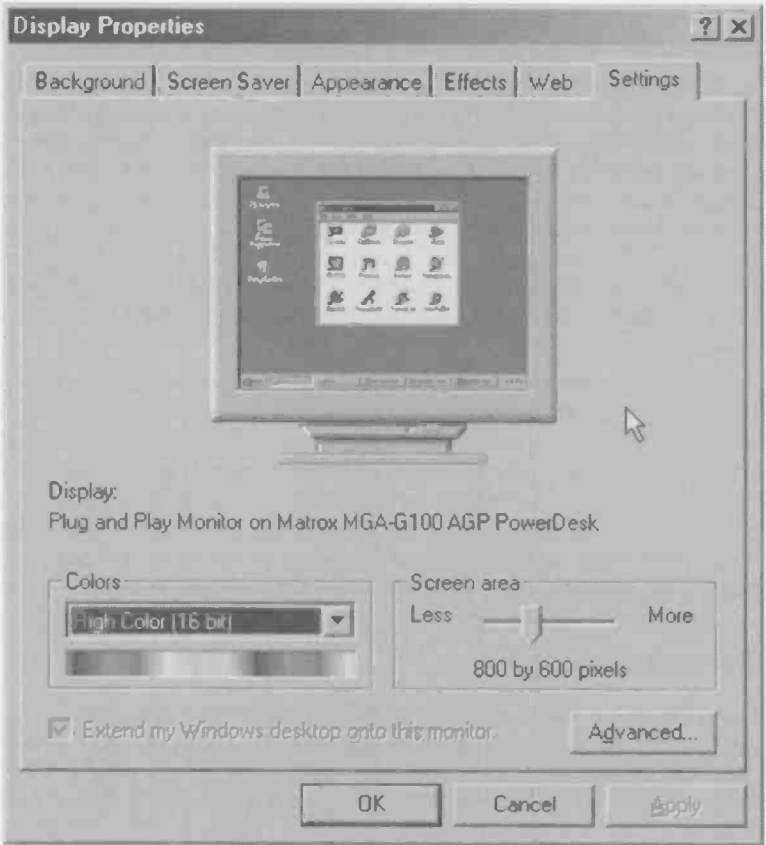 Display Properties
? ×
Background Screen Saver Appearance Effects Web Settings
Display:
Plug and Play Monitor on Matrox MGA-G100 AGP PowerDesk
Colors
High Color (16 bit)
Screen area
Less More
800 by 600 pixels
Extend my Windows desktop onto this monitor.
Advanced...
OK Cancel Apply